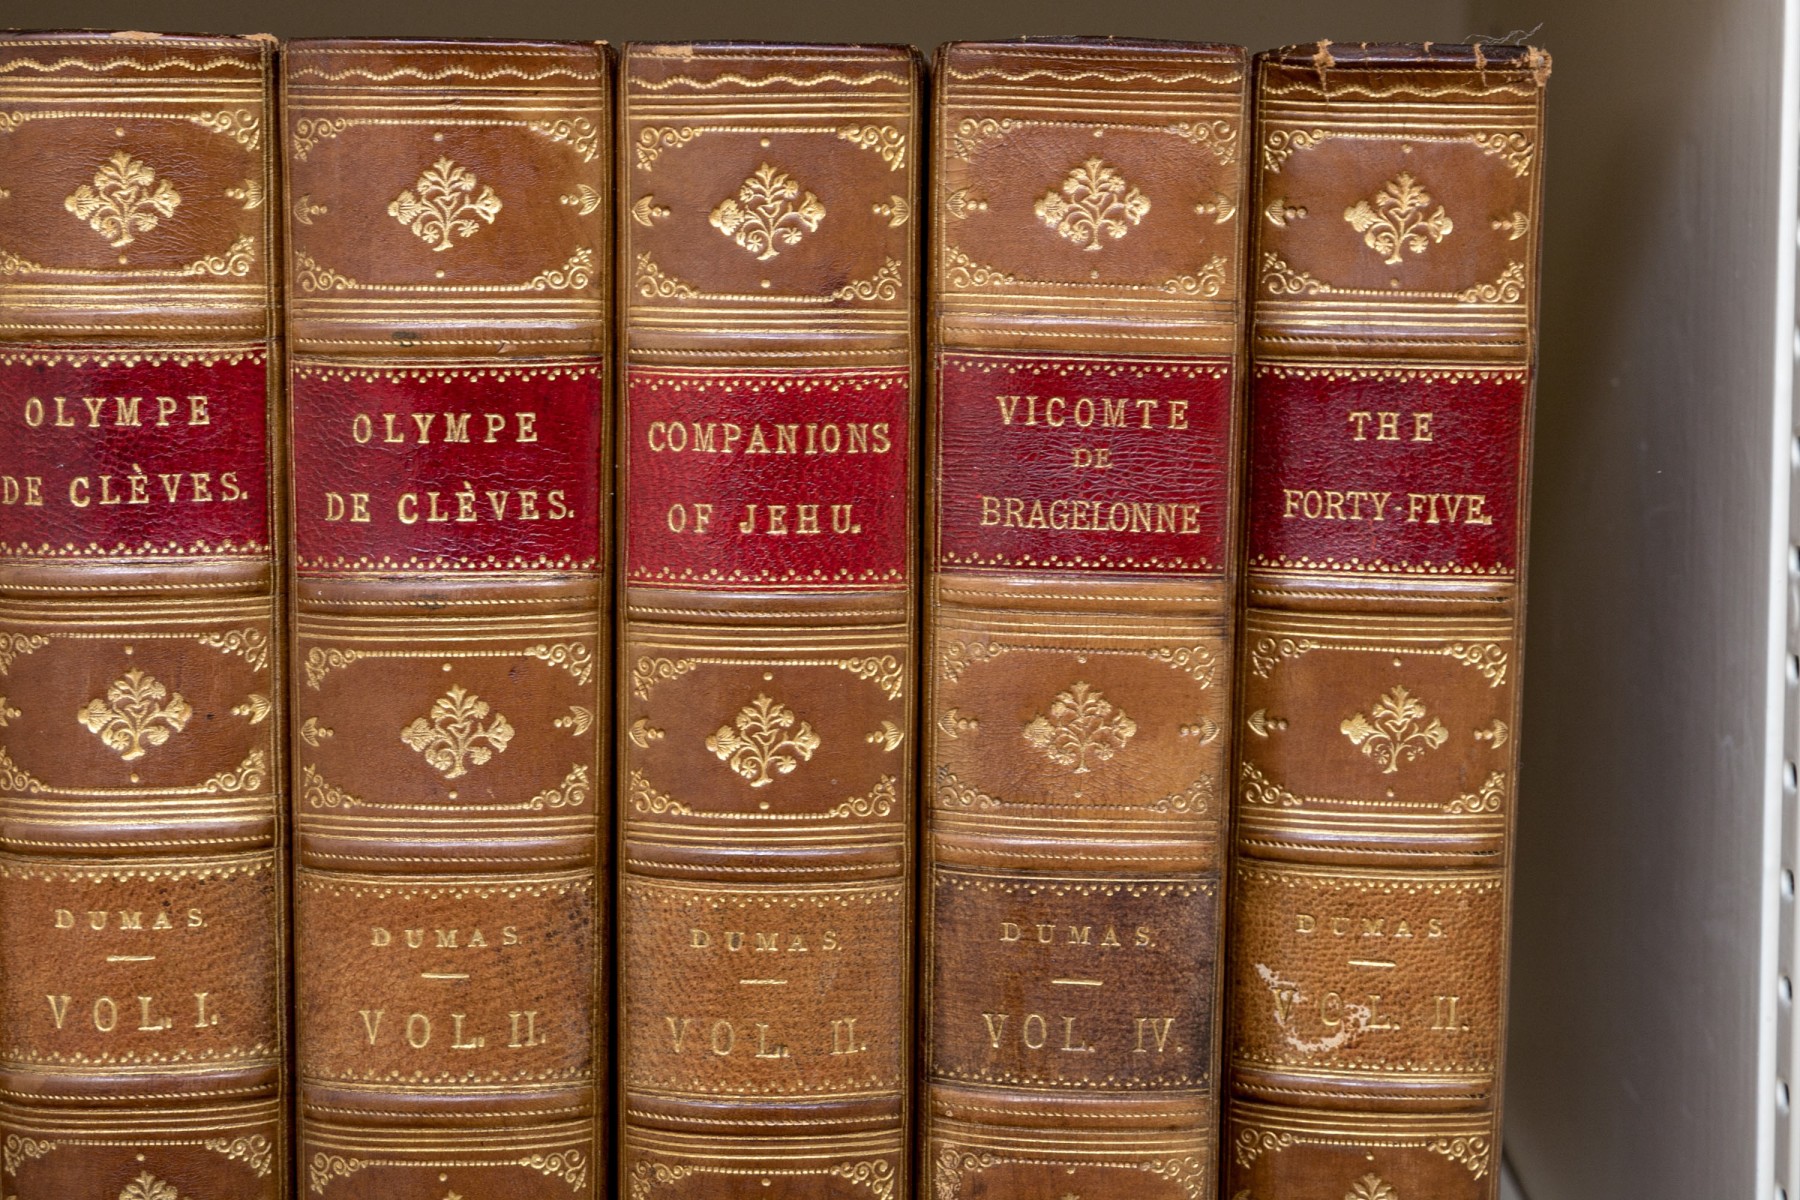 OLYMPE
DE CLÈVES.
DUMAS.
VOL. I.
OLYMPE
DE CLÈVES.
DUMAS.
VOL. II.
COMPANIONS
OF JEHU.
DUMAS.
VOL. II.
VICOMTE
DE
BRAGELONNE
DUMAS.
VOL. IV.
THE
FORTY-FIVE.
DUMAS.
VOL. II.